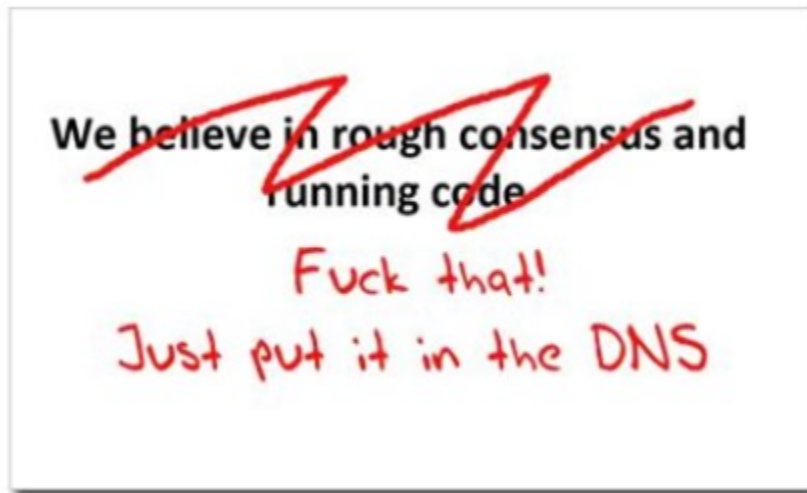 We believe in rough consensus and
running code
Fuck that!
Just put it in the DNS